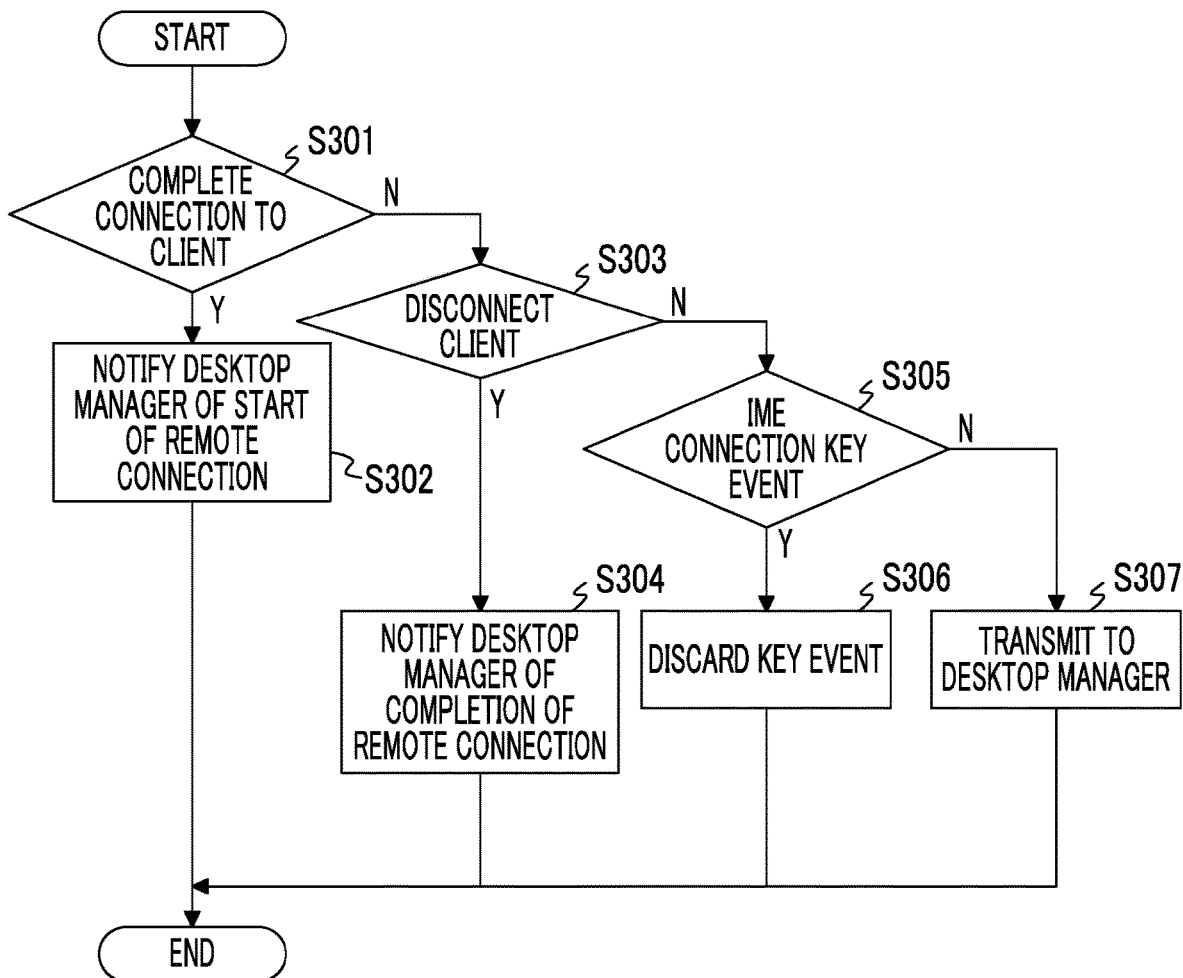 START
S301
COMPLETE
CONNECTION TO
CLIENT
N
Y
S303
DISCONNECT
CLIENT
N
Y
NOTIFY DESKTOP
MANAGER OF START
OF REMOTE
CONNECTION
S302
S305
IME
CONNECTION KEY
EVENT
N
Y
S304
NOTIFY DESKTOP
MANAGER OF
COMPLETION OF
REMOTE CONNECTION
S306
DISCARD KEY EVENT
S307
TRANSMIT TO
DESKTOP MANAGER
END